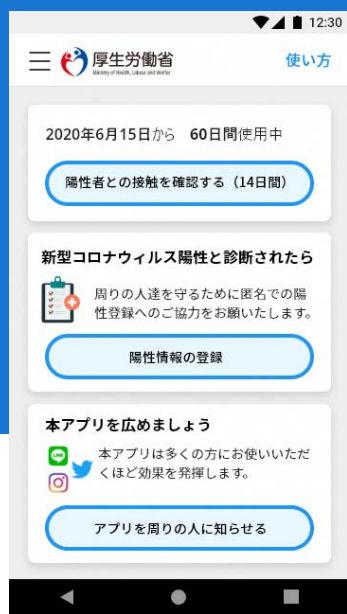 12:30
厚生労働省
Ministry of Health, Labour and Welfar
使い方
2020年6月15日から 60日間使用中
陽性者との接触を確認する（14日間）
新型コロナウィルス陽性と診断されたら
周りの人達を守るために匿名での陽
性登録へのご協力をお願いいたします。
陽性情報の登録
本アプリを広めましょう
LINE
本アプリは多くの方にお使いいただ
くほど効果を発揮します。
アプリを周りの人に知らせる